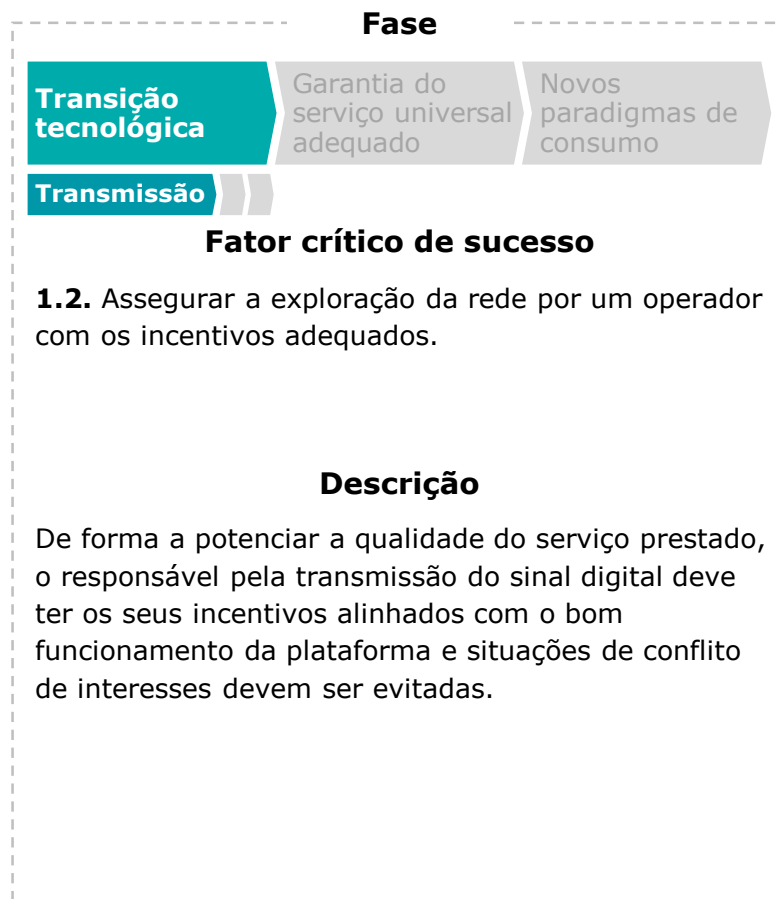 Fase
Transição
tecnológica
Garantia do
serviço universal
adequado
Novos
paradigmas de
consumo
Transmissão
Fator crítico de sucesso
1.2. Assegurar a exploração da rede por um operador
com os incentivos adequados.
Descrição
De forma a potenciar a qualidade do serviço prestado,
o responsável pela transmissão do sinal digital deve
ter os seus incentivos alinhados com o bom
funcionamento da plataforma e situações de conflito
de interesses devem ser evitadas.